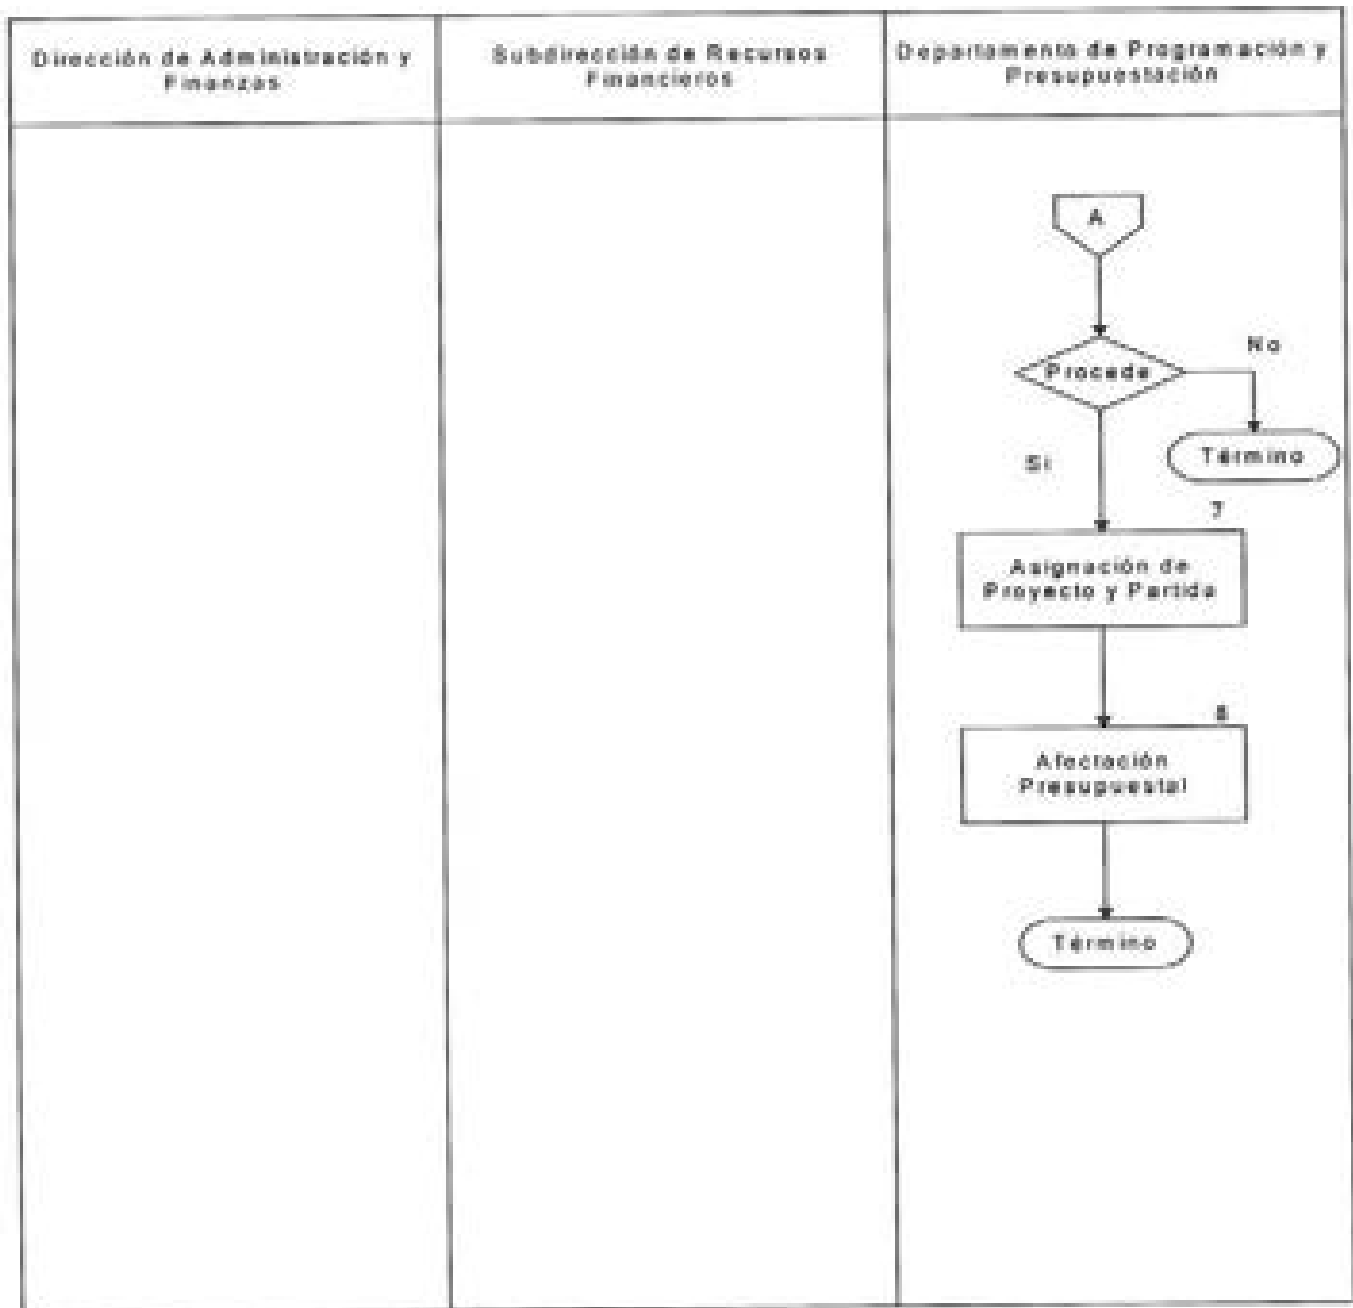 Dirección de Administración y
Finanzas
Subdirección de Recursos
Financieros
Departamento de Programación y
Presupuestación
A
Procede
No
Término
Si
7
Asignación de
Proyecto y Partida
8
Afectación
Presupuestal
Término